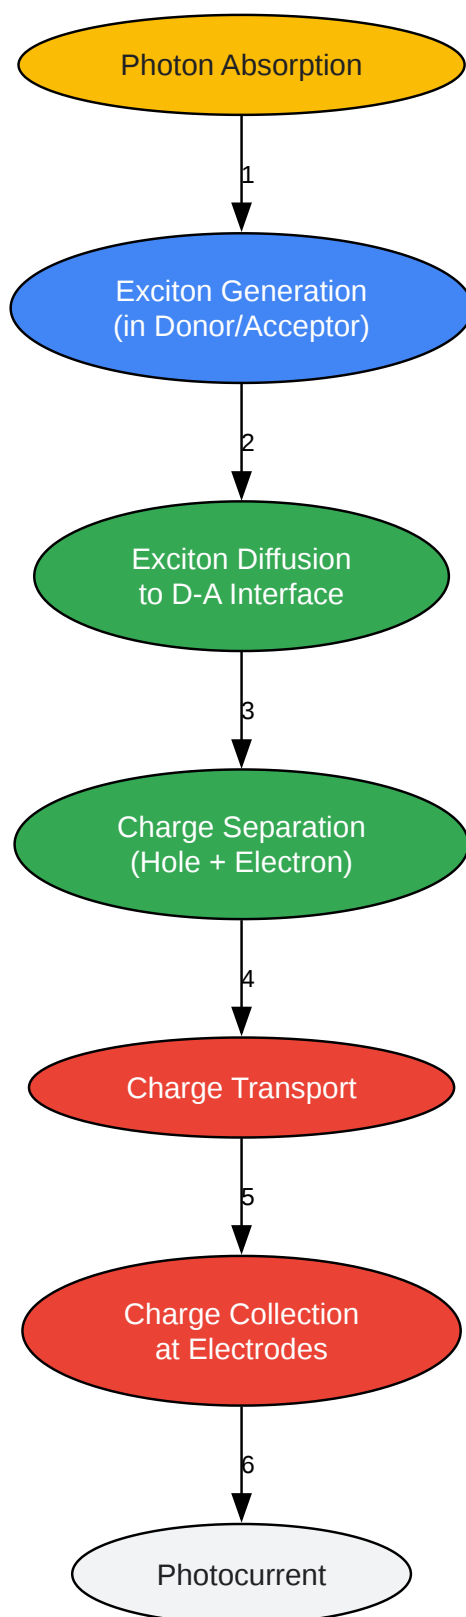 Photon Absorption
1
Exciton Generation
(in Donor/Acceptor)
2
Exciton Diffusion
to D-A Interface
3
Charge Separation
(Hole + Electron)
4
Charge Transport
5
Charge Collection
at Electrodes
6
Photocurrent